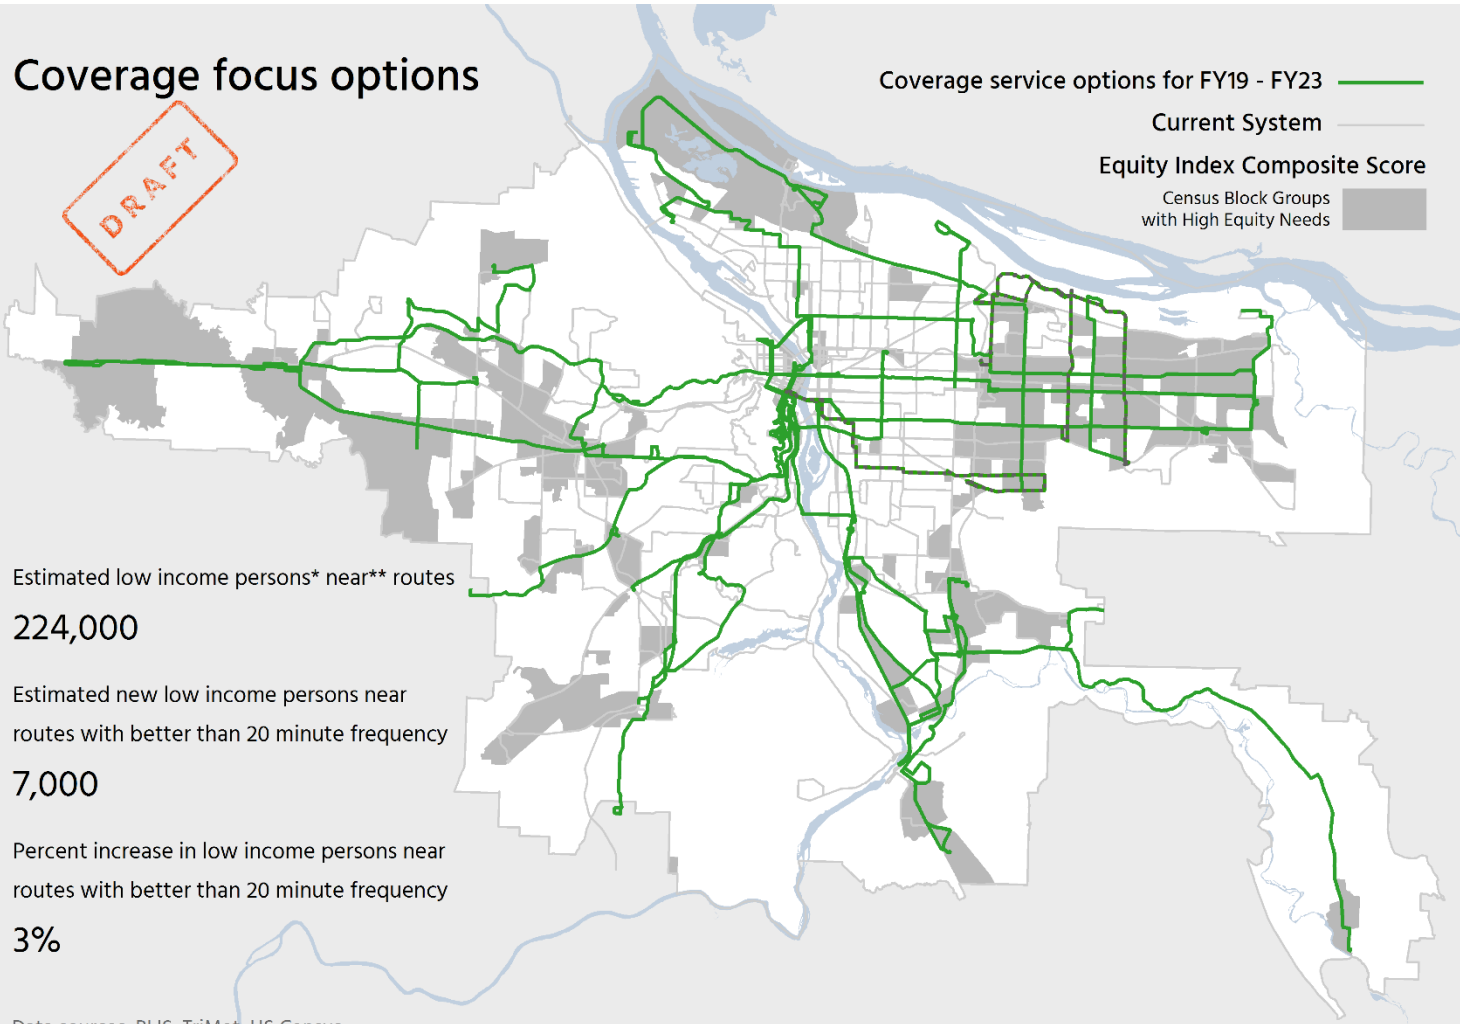 Coverage focus options
DRAFT
Coverage service options for FY19 - FY23
Current System
Equity Index Composite Score
Census Block Groups
with High Equity Needs
Estimated low income persons* near** routes
224,000
Estimated new low income persons near
routes with better than 20 minute frequency
7,000
Percent increase in low income persons near
routes with better than 20 minute frequency
3%